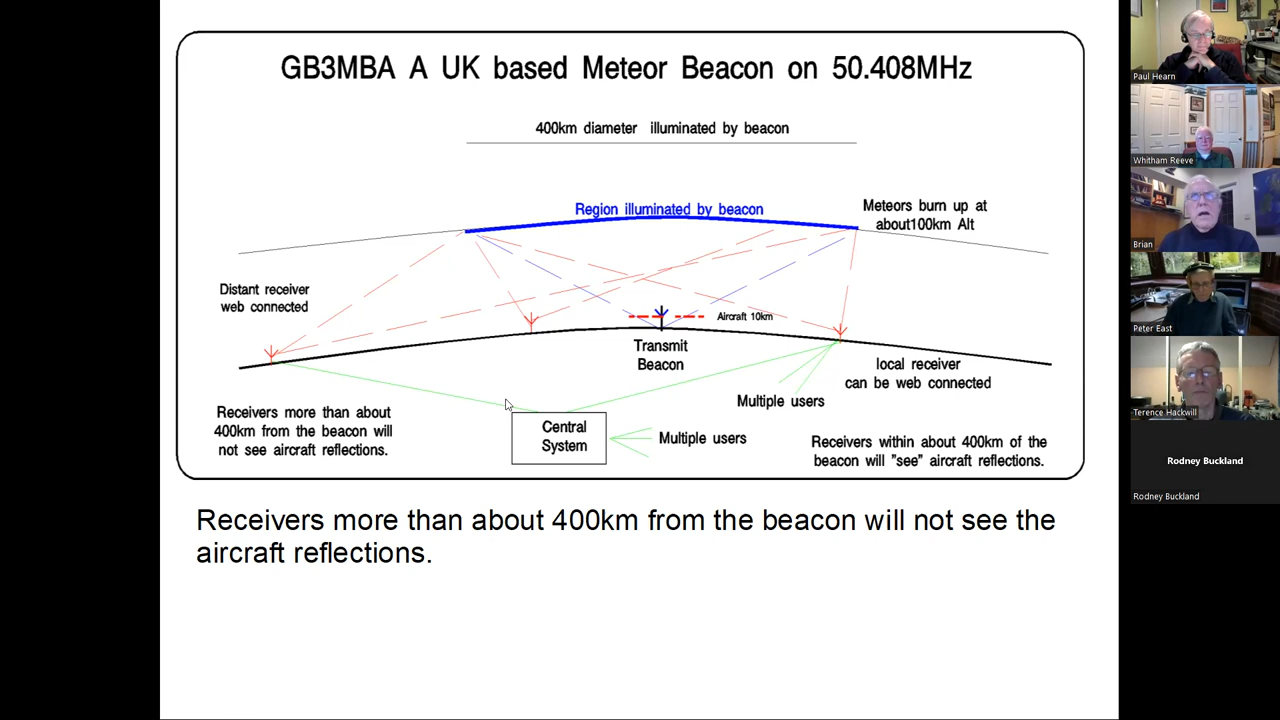 GB3MBA A UK based Meteor Beacon on 50.408MHz
400km diameter illuminated by beacon
Region illuminated by beacon
Meteors burn up at
about100km Alt
Distant receiver
web connected
Aircraft 10km
Transmit
Beacon
local receiver
can be web connected
Multiple users
Receivers more than about
400km from the beacon will
not see aircraft reflections.
Central
System
Multiple users
Receivers within about 400km of the
beacon will "see" aircraft reflections.
Receivers more than about 400km from the beacon will not see the
aircraft reflections.
Paul Hearn
Whitham Reeve
Brian
Peter East
Terence Hackwill
Rodney Buckland
Rodney Buckland